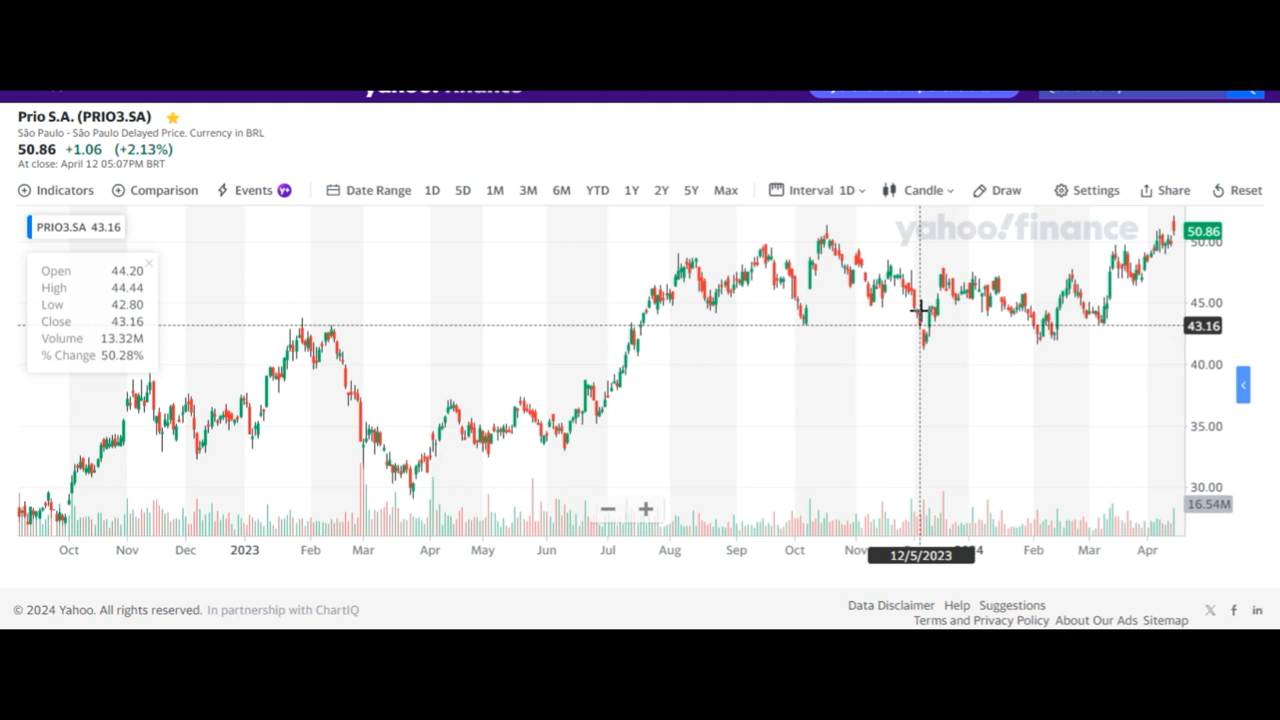 Prio S.A. (PRIO3.SA)
São Paulo - São Paulo Delayed Price. Currency in BRL
50.86 +1.06 (+2.13%)
At close: April 12 05:07PM BRT
Indicators Comparison Events Y+ Date Range 1D 5D 1M 3M 6M YTD 1Y 2Y 5Y Max Interval 1D Candle Draw Settings Share Reset
PRIO3.SA 43.16
yahoo!finance
50.86
50.00
Open 44.20
High 44.44
Low 42.80
Close 43.16
Volume 13.32M
% Change 50.28%
45.00
43.16
40.00
35.00
30.00
16.54M
Oct Nov Dec 2023 Feb Mar Apr May Jun Jul Aug Sep Oct Feb Mar Apr
12/5/2023
© 2024 Yahoo. All rights reserved. In partnership with ChartIQ
Data Disclaimer Help Suggestions
Terms and Privacy Policy About Our Ads Sitemap